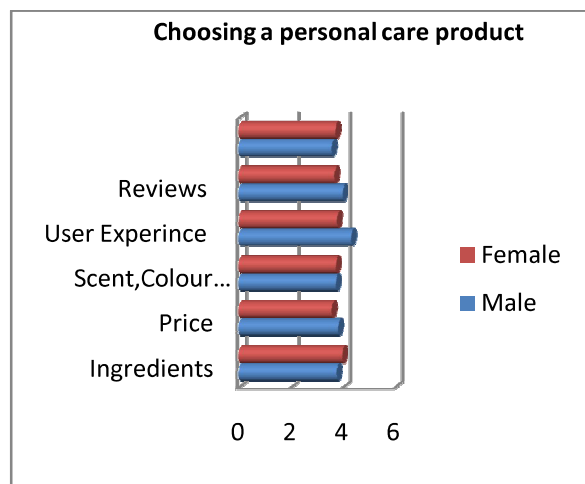 Choosing a personal care product
Reviews
User Experince
Scent,Colour...
Price
Ingredients
Female
Male
0 2 4 6